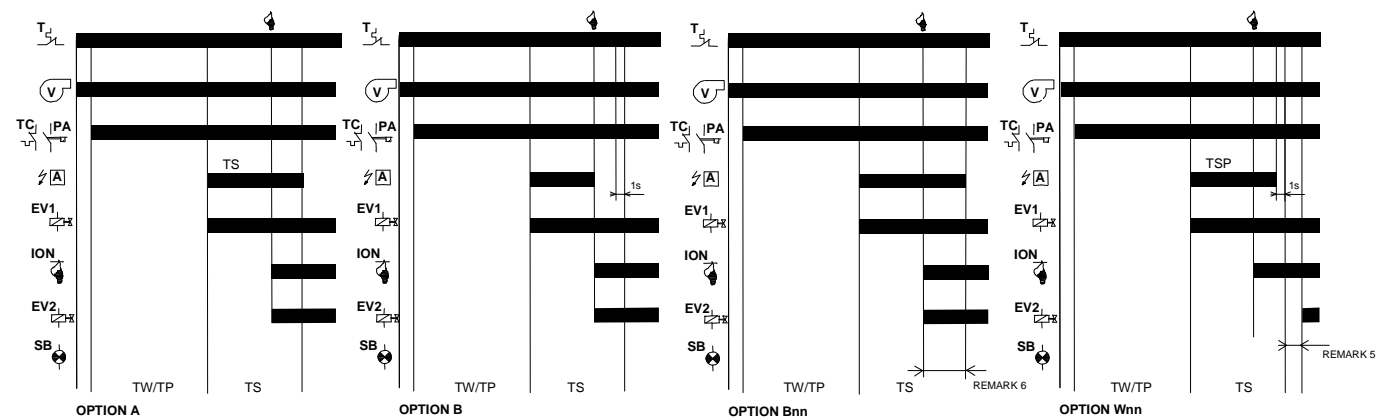 T
V
TC PA
TS
A
EV1
ION
EV2
SB
TW/TP TS
OPTION A
T
V
TC PA
A
1s
EV1
ION
EV2
SB
TW/TP TS
OPTION B
T
V
TC PA
A
EV1
ION
EV2
SB
REMARK 6
TW/TP TS
OPTION Bnn
T
V
TC PA
TSP
A
1s
EV1
ION
EV2
SB
REMARK 5
TW/TP TS
OPTION Wnn